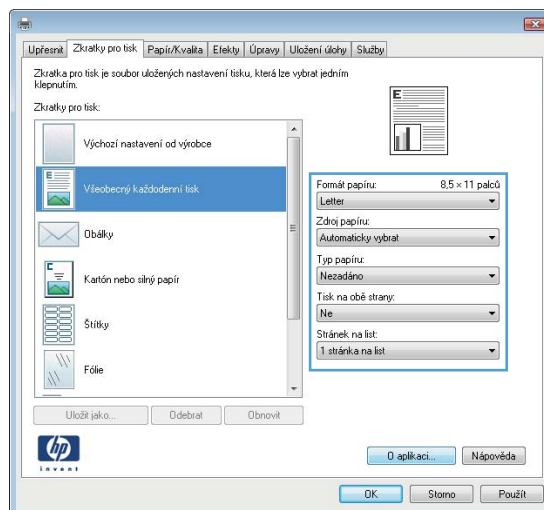 Upřesnit Zkratky pro tisk Papír/Kvalita Efekty Úpravy Uložení úlohy Služby
Zkratka pro tisk je soubor uložených nastavení tisku, která lze vybrat jedním
klepnutím.
Zkratky pro tisk:
Výchozí nastavení od výrobce
Všeobecný každodenní tisk
Obálky
Kartón nebo silný papír
Štítky
Fólie
Uložit jako... Odebrat Obnovit
E
Formát papíru: 8,5 × 11 palců
Letter
Zdroj papíru:
Automaticky vybrat
Typ papíru:
Nezadáno
Tisk na obě strany:
Ne
Stránek na list:
1 stránka na list
hp
invent
O aplikaci... Nápověda
OK Storno Použít